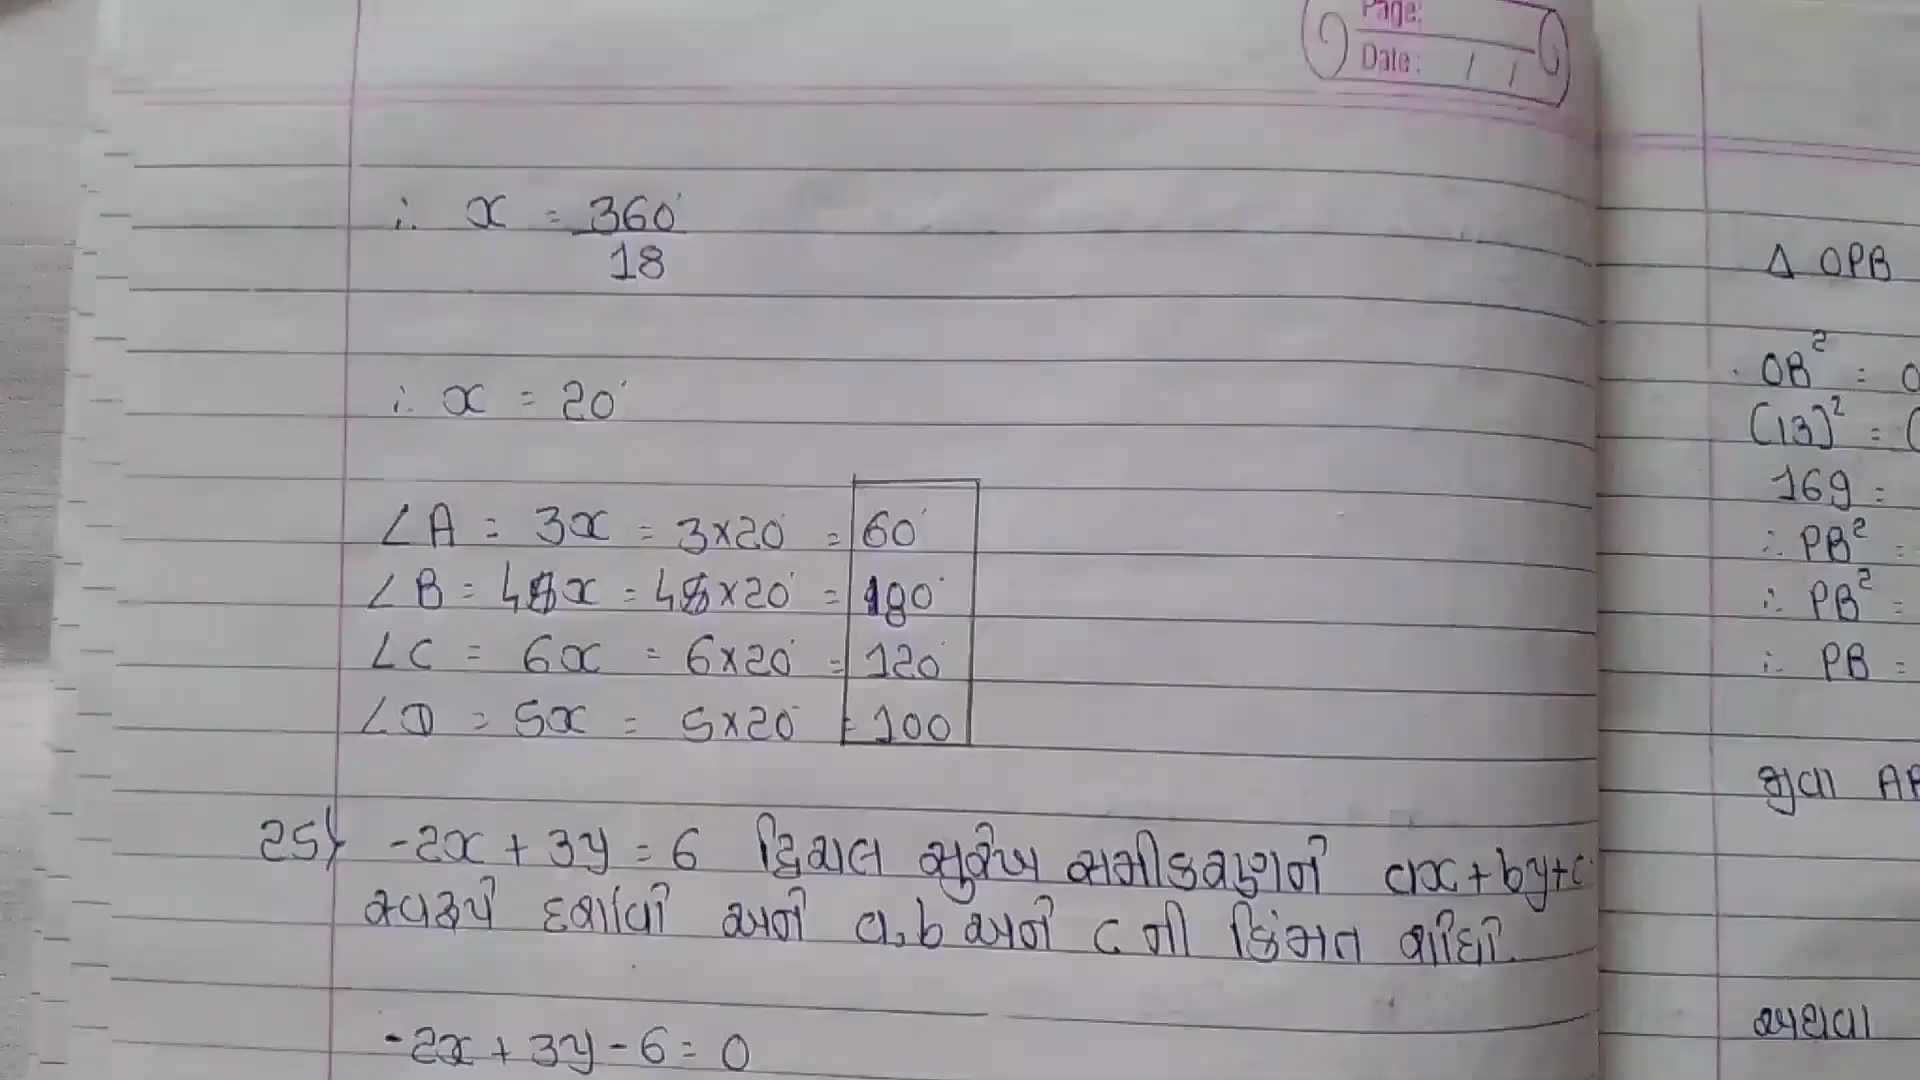 Page:
Date: / /
∴ x = 360°
18
∴ x = 20°
∠A = 3x = 3×20° = 60°
∠B = 4x = 4×20° = 80°
∠C = 6x = 6×20° = 120°
∠D = 5x = 5×20° = 100
25) -2x + 3y = 6 દ્વિચલ સુરેખ સમીકરણને ax+by+c
સ્વરૂપે દર્શાવો અને a, b અને c ની કિંમત શોધો.
-2x + 3y - 6 = 0
Δ OPB
OB² =
(13)² = (
169 =
∴ PB² =
∴ PB² =
∴ PB =
જીવા
અથવા